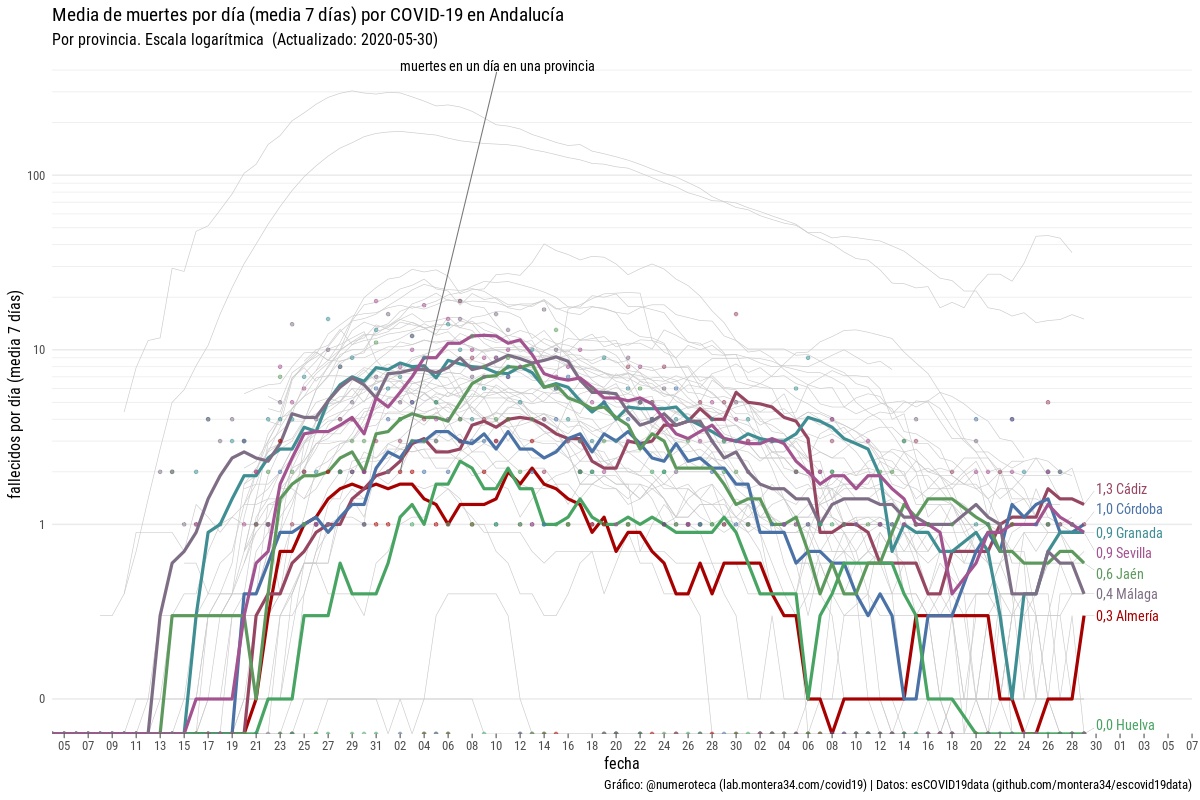 Media de muertes por día (media 7 días) por COVID-19 en Andalucía
Por provincia. Escala logarítmica (Actualizado: 2020-05-30)
muertes en un día en una provincia
fallecidos por día (media 7 días)
100
10
1
0
1,3 Cádiz
1,0 Córdoba
0,9 Granada
0,9 Sevilla
0,6 Jaén
0,4 Málaga
0,3 Almería
0,0 Huelva
05 07 09 11 13 15 17 19 21 23 25 27 29 31 02 04 06 08 10 12 14 16 18 20 22 24 26 28 30 02 04 06 08 10 12 14 16 18 20 22 24 26 28 30 01 03 05 07
fecha
Gráfico: @numeroteca (lab.montera34.com/covid19) | Datos: esCOVID19data (github.com/montera34/escovid19data)